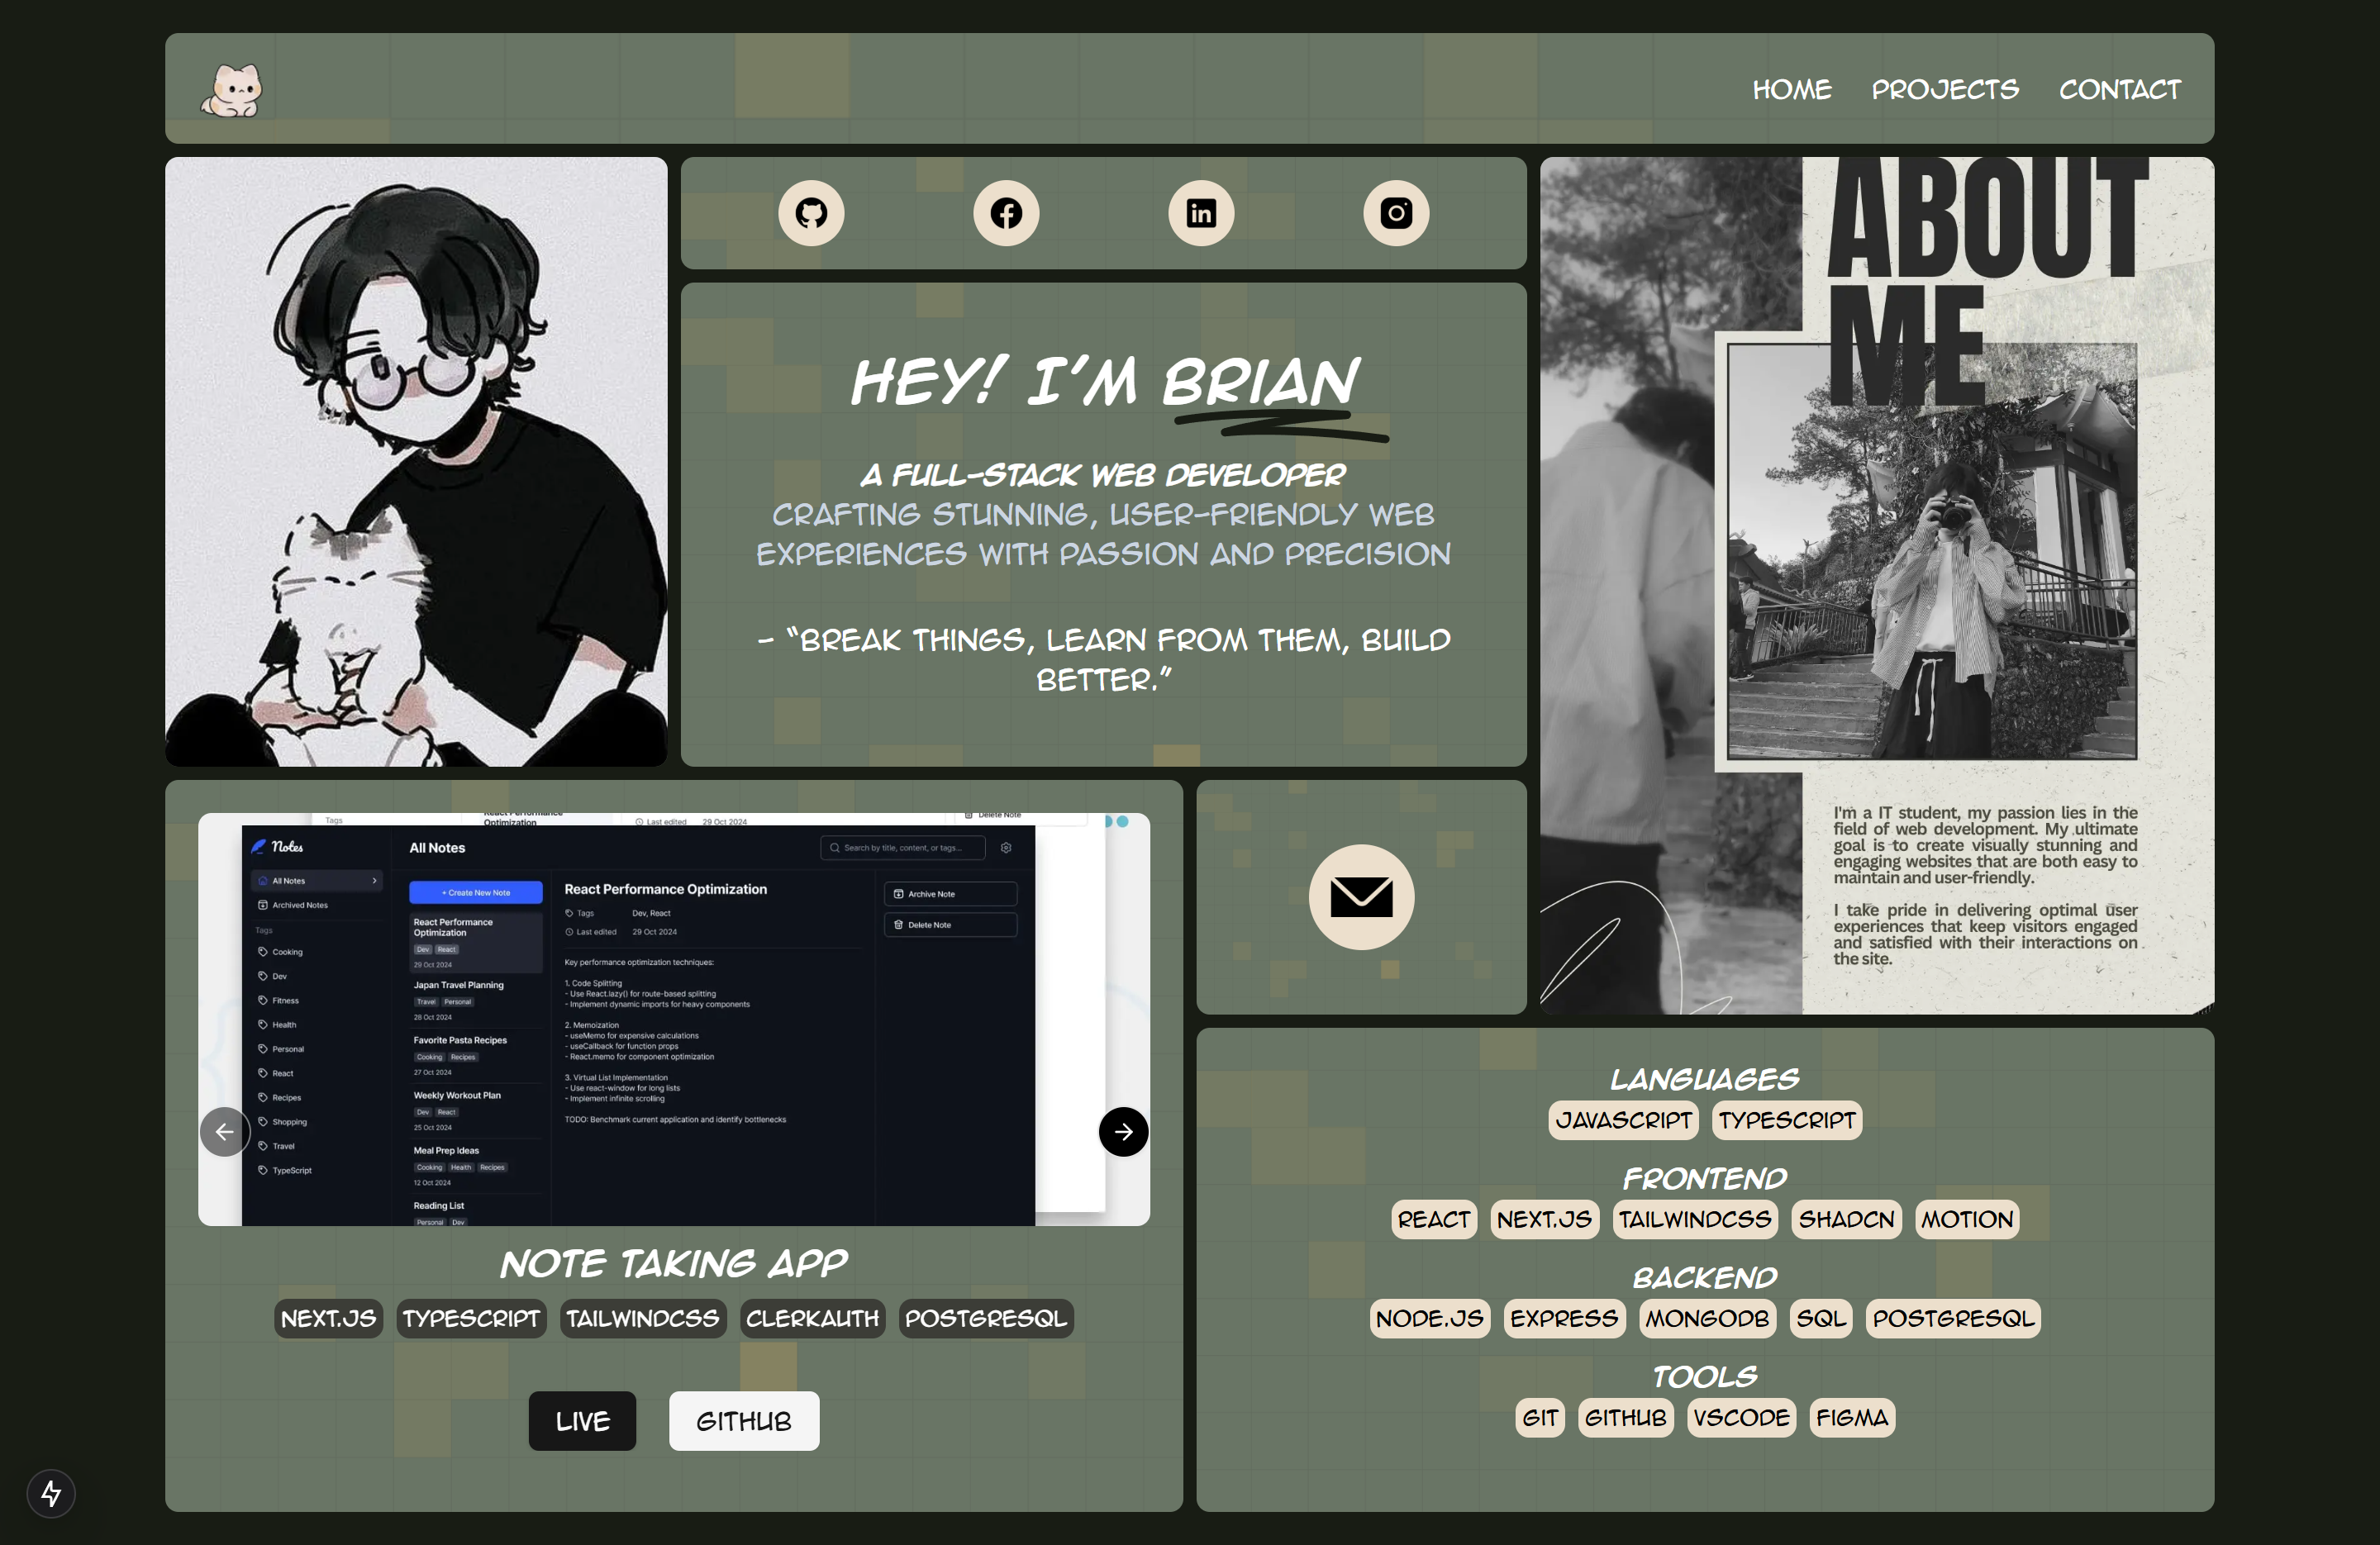 HOME PROJECTS CONTACT
HEY! I'M BRIAN
A FULL-STACK WEB DEVELOPER
CRAFTING STUNNING, USER-FRIENDLY WEB
EXPERIENCES WITH PASSION AND PRECISION
- "BREAK THINGS, LEARN FROM THEM, BUILD
BETTER."
ABOUT
ME
I'm a IT student, my passion lies in the
field of web development. My ultimate
goal is to create visually stunning and
engaging websites that are both easy to
maintain and user-friendly.
I take pride in delivering optimal user
experiences that keep visitors engaged
and satisfied with their interactions on
the site.
Tags
React Performance
Optimization
Last edited 29 Oct 2024
Delete Note
Notes
All Notes
Archived Notes
Tags
Cooking
Dev
Fitness
Health
Personal
React
Recipes
Shopping
Travel
TypeScript
All Notes
Search by title, content, or tags...
+ Create New Note
React Performance
Optimization
Dev React
29 Oct 2024
Japan Travel Planning
Travel Personal
28 Oct 2024
Favorite Pasta Recipes
Cooking Recipes
27 Oct 2024
Weekly Workout Plan
Dev React
25 Oct 2024
Meal Prep Ideas
Cooking Health Recipes
12 Oct 2024
Reading List
Personal Dev
React Performance Optimization
Tags Dev, React
Last edited 29 Oct 2024
Key performance optimization techniques:
1. Code Splitting
- Use React.lazy() for route-based splitting
- Implement dynamic imports for heavy components
2. Memoization
- useMemo for expensive calculations
- useCallback for function props
- React.memo for component optimization
3. Virtual List Implementation
- Use react-window for long lists
- Implement infinite scrolling
TODO: Benchmark current application and identify bottlenecks
Archive Note
Delete Note
NOTE TAKING APP
NEXT.JS TYPESCRIPT TAILWINDCSS CLERKAUTH POSTGRESQL
LIVE GITHUB
LANGUAGES
JAVASCRIPT TYPESCRIPT
FRONTEND
REACT NEXT.JS TAILWINDCSS SHADCN MOTION
BACKEND
NODE.JS EXPRESS MONGODB SQL POSTGRESQL
TOOLS
GIT GITHUB VSCODE FIGMA